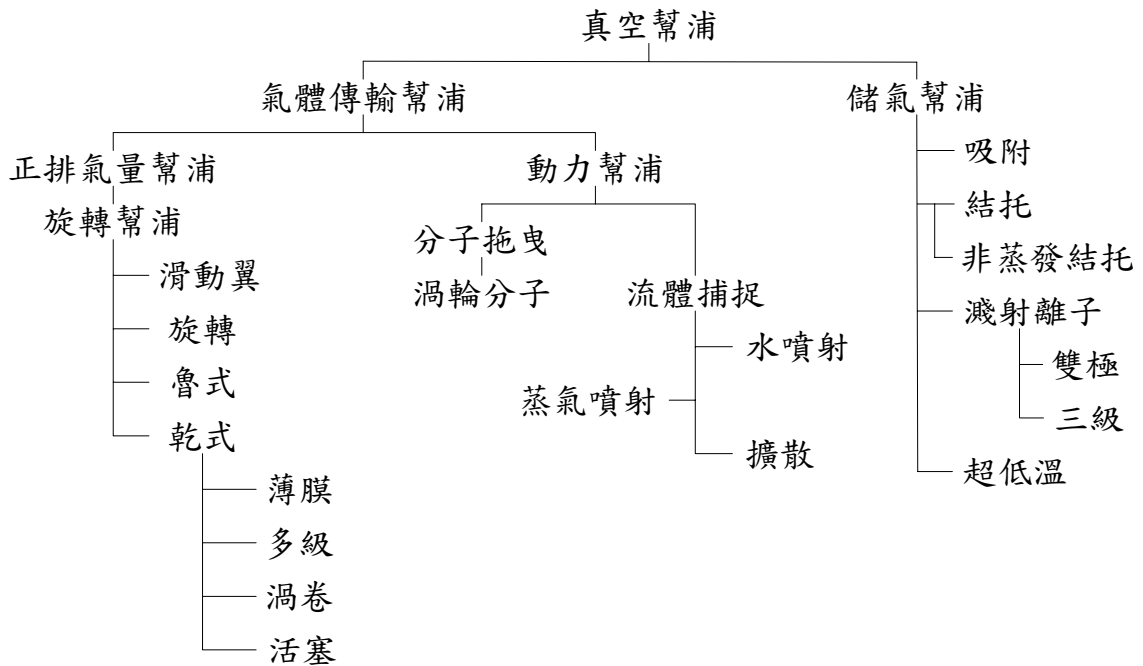 真空幫浦
氣體傳輸幫浦
儲氣幫浦
正排氣量幫浦
動力幫浦
吸附
旋轉幫浦
結托
分子拖曳
非蒸發結托
滑動翼
渦輪分子
流體捕捉
濺射離子
旋轉
水噴射
雙極
魯式
蒸氣噴射
三級
乾式
擴散
超低溫
薄膜
多級
渦卷
活塞